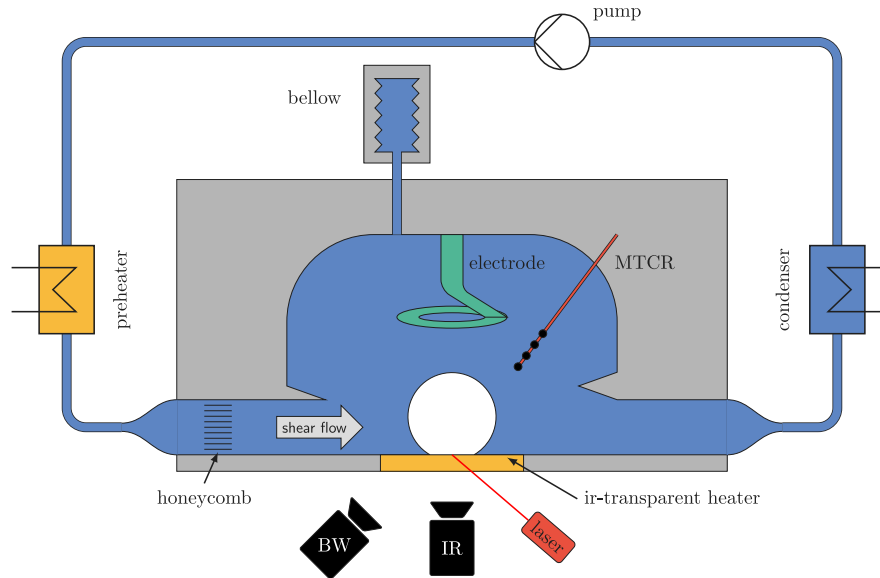 pump
bellow
electrode
MTCR
preheater
condenser
shear flow
honeycomb
ir-transparent heater
BW
IR
laser